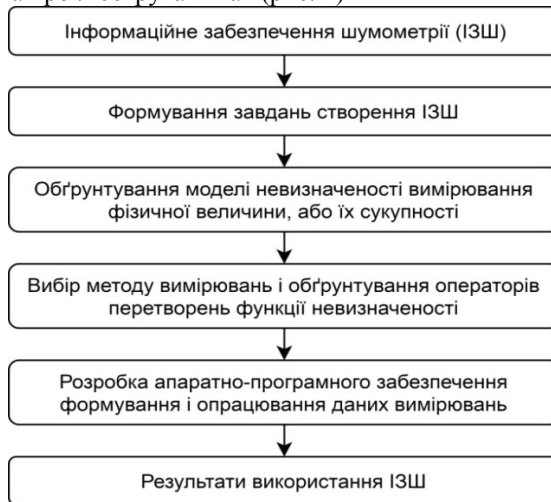 Інформаційне забезпечення шумометрії (ІЗШ)
Формування завдань створення ІЗШ
Обґрунтування моделі невизначеності вимірювання
фізичної величини, або їх сукупності
Вибір методу вимірювань і обґрунтування операторів
перетворень функції невизначеності
Розробка апаратно-програмного забезпечення
формування і опрацювання даних вимірювань
Результати використання ІЗШ